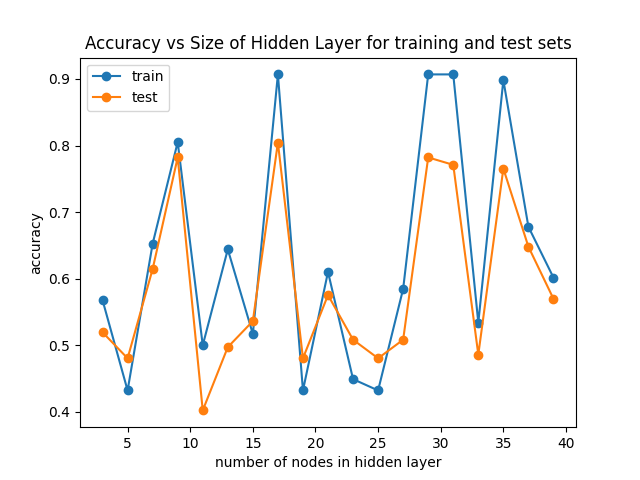 Accuracy vs Size of Hidden Layer for training and test sets
train
test
0.9
0.8
0.7
0.6
0.5
0.4
accuracy
5 10 15 20 25 30 35 40
number of nodes in hidden layer